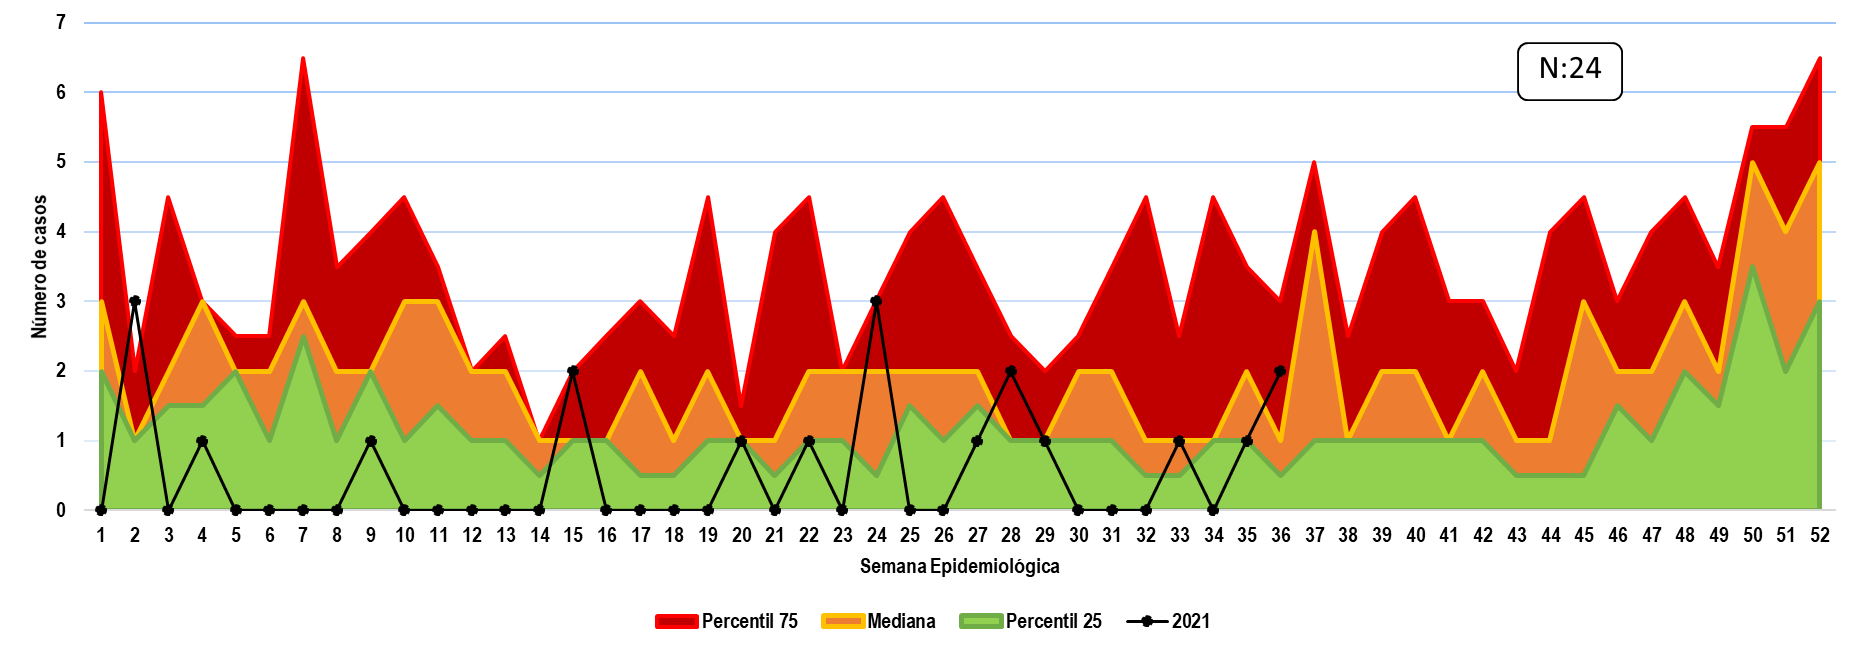 7
N:24
6
5
4
3
2
1
0
Número de casos
1 2 3 4 5 6 7 8 9 10 11 12 13 14 15 16 17 18 19 20 21 22 23 24 25 26 27 28 29 30 31 32 33 34 35 36 37 38 39 40 41 42 43 44 45 46 47 48 49 50 51 52
Semana Epidemiológica
Percentil 75 Mediana Percentil 25 2021